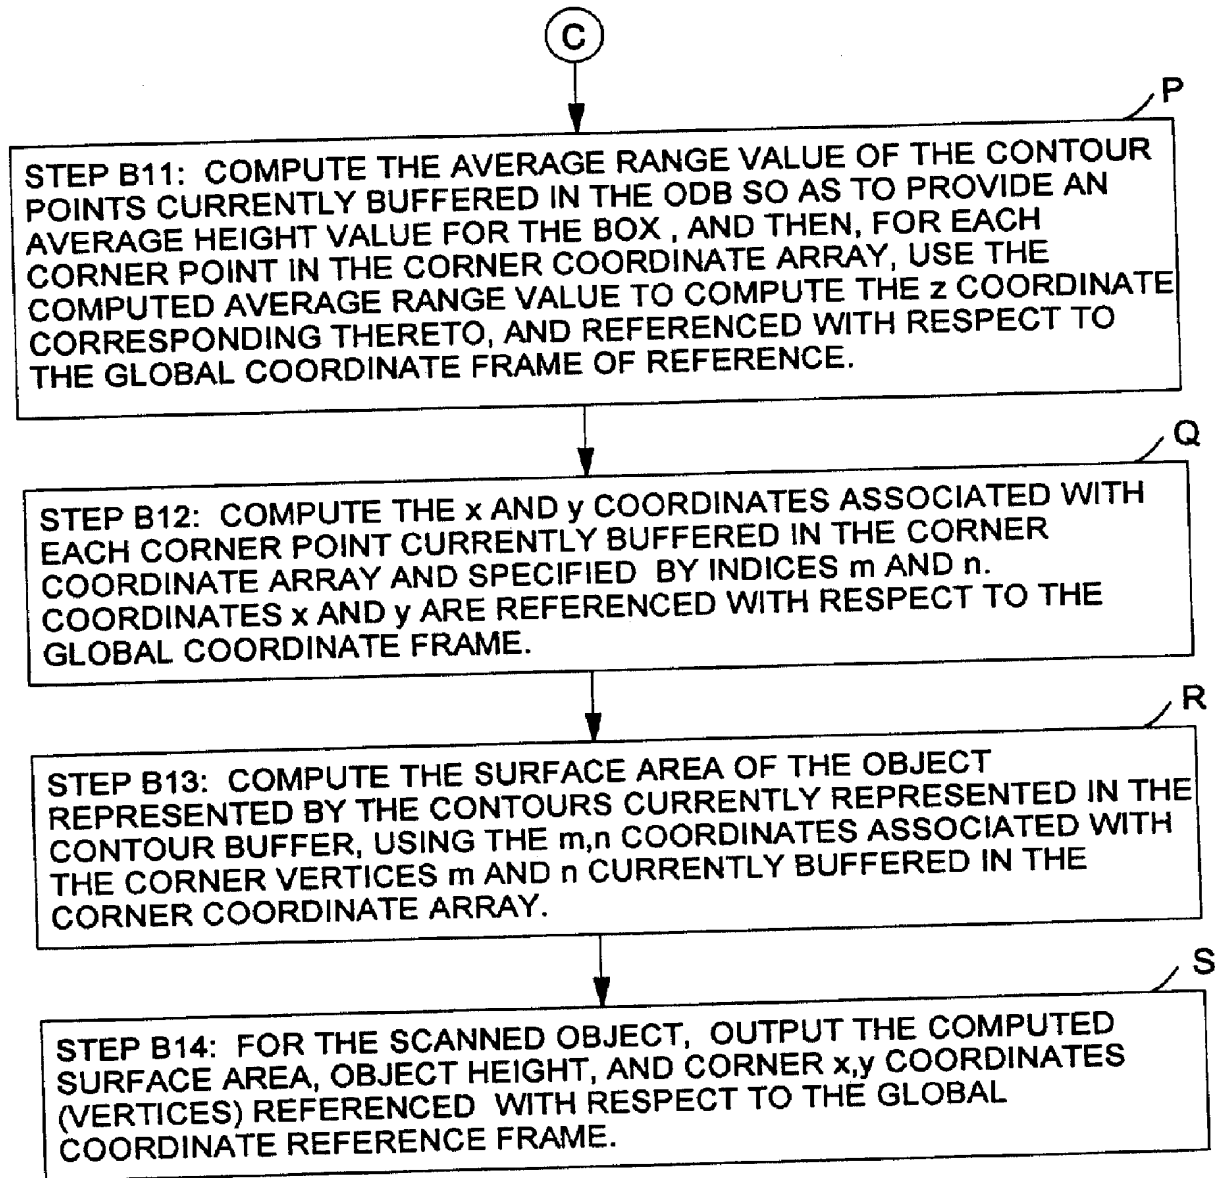 C
P
STEP B11: COMPUTE THE AVERAGE RANGE VALUE OF THE CONTOUR
POINTS CURRENTLY BUFFERED IN THE ODB SO AS TO PROVIDE AN
AVERAGE HEIGHT VALUE FOR THE BOX , AND THEN, FOR EACH
CORNER POINT IN THE CORNER COORDINATE ARRAY, USE THE
COMPUTED AVERAGE RANGE VALUE TO COMPUTE THE z COORDINATE
CORRESPONDING THERETO, AND REFERENCED WITH RESPECT TO
THE GLOBAL COORDINATE FRAME OF REFERENCE.
Q
STEP B12: COMPUTE THE x AND y COORDINATES ASSOCIATED WITH
EACH CORNER POINT CURRENTLY BUFFERED IN THE CORNER
COORDINATE ARRAY AND SPECIFIED BY INDICES m AND n.
COORDINATES x AND y ARE REFERENCED WITH RESPECT TO THE
GLOBAL COORDINATE FRAME.
R
STEP B13: COMPUTE THE SURFACE AREA OF THE OBJECT
REPRESENTED BY THE CONTOURS CURRENTLY REPRESENTED IN THE
CONTOUR BUFFER, USING THE m,n COORDINATES ASSOCIATED WITH
THE CORNER VERTICES m AND n CURRENTLY BUFFERED IN THE
CORNER COORDINATE ARRAY.
S
STEP B14: FOR THE SCANNED OBJECT, OUTPUT THE COMPUTED
SURFACE AREA, OBJECT HEIGHT, AND CORNER x,y COORDINATES
(VERTICES) REFERENCED WITH RESPECT TO THE GLOBAL
COORDINATE REFERENCE FRAME.